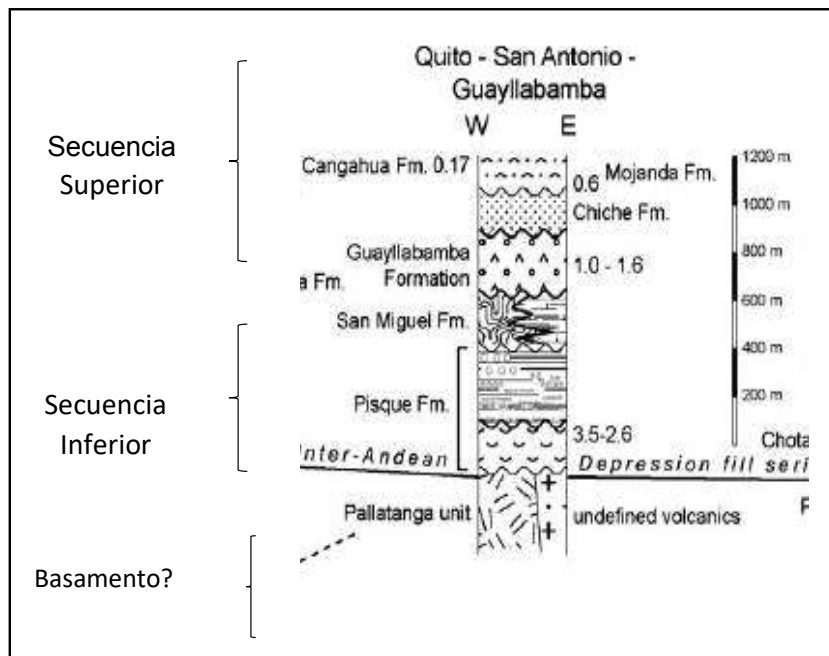 Quito - San Antonio -
Guayllabamba
W E
Secuencia
Superior
Cangahua Fm. 0.17
0.6 Mojanda Fm.
Chiche Fm.
Guayllabamba
Formation
1.0 - 1.6
a Fm.
San Miguel Fm.
Secuencia
Inferior
Pisque Fm.
3.5-2.6
Chota
Inter-Andean Depression fill seri
Pallatanga unit
undefined volcanics
P
Basamento?
1200 m.
1000 m.
800 m.
600 m.
400 m
200 m.